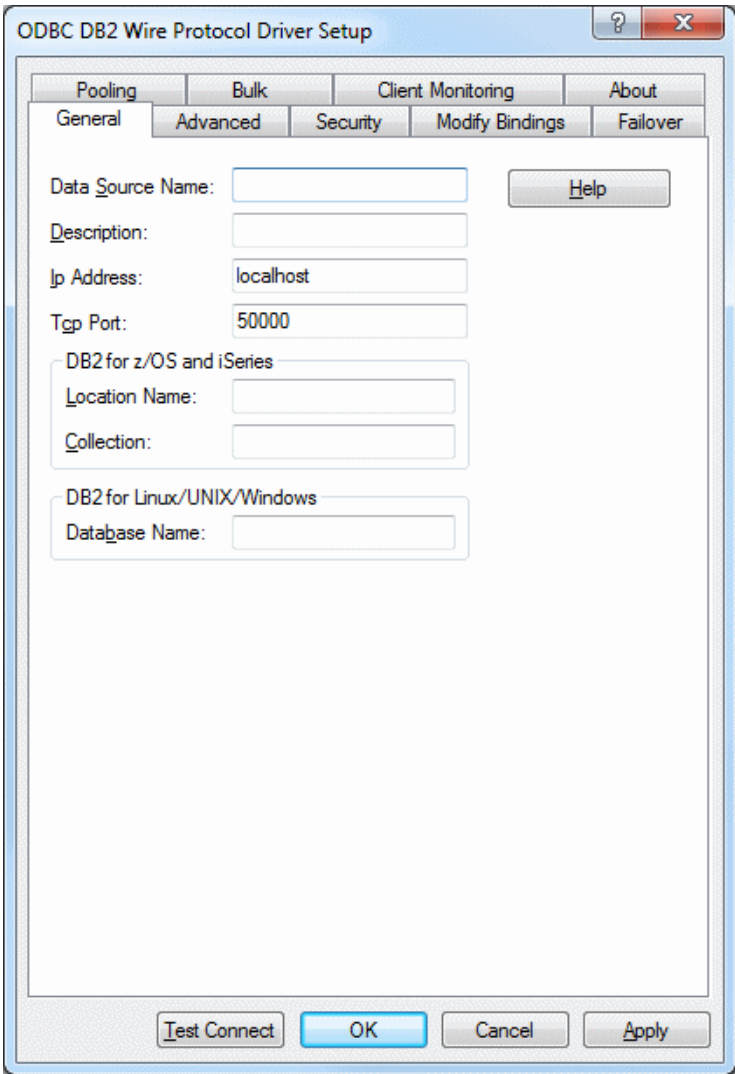 ODBC DB2 Wire Protocol Driver Setup
? X
Pooling Bulk Client Monitoring About
General Advanced Security Modify Bindings Failover
Data Source Name: Help
Description:
Ip Address: localhost
Tcp Port: 50000
DB2 for z/OS and iSeries
Location Name:
Collection:
DB2 for Linux/UNIX/Windows
Database Name:
Test Connect OK Cancel Apply